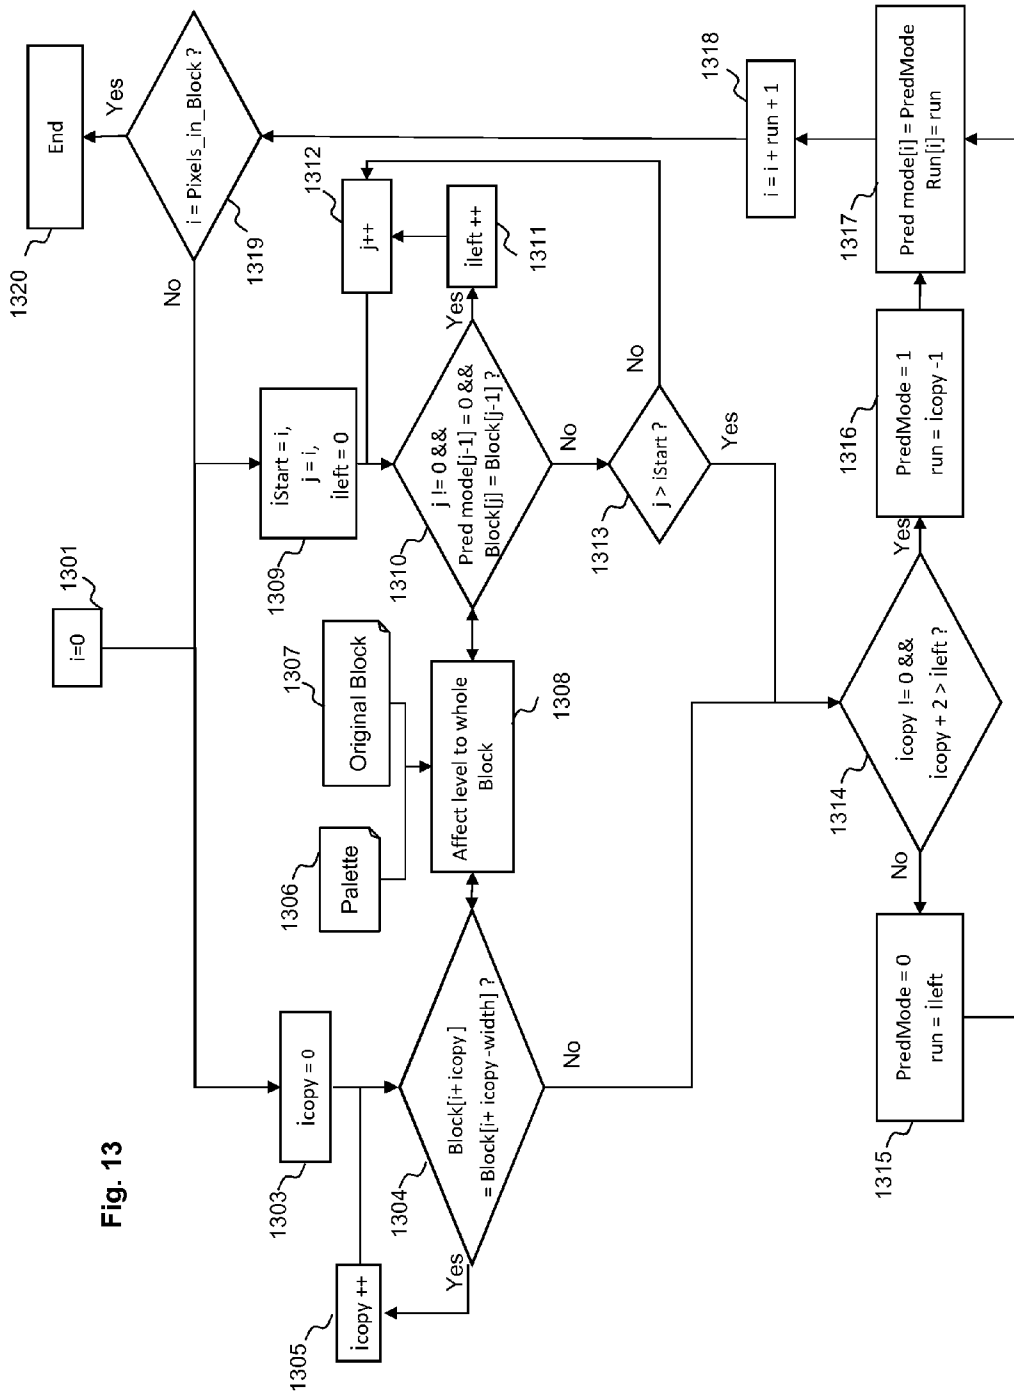 Fig. 13
i=0
1301
icopy = 0
1303
Block[i+ icopy]
= Block[i+ icopy -width] ?
1304
Yes
No
icopy ++
1305
Palette
1306
Original Block
1307
Affect level to whole
Block
1308
iStart = i,
j = i,
ileft = 0
1309
j != 0 &&
Pred mode[j-1] = 0 &&
Block[j] = Block[j-1] ?
1310
Yes
No
ileft ++
1311
j++
1312
j > iStart ?
1313
No
Yes
icopy != 0 &&
icopy + 2 > ileft ?
1314
No
Yes
PredMode = 0
run = ileft
1315
PredMode = 1
run = icopy -1
1316
Pred mode[i] = PredMode
Run[i]= run
1317
i = i + run + 1
1318
i = Pixels_in_Block ?
1319
No
Yes
End
1320